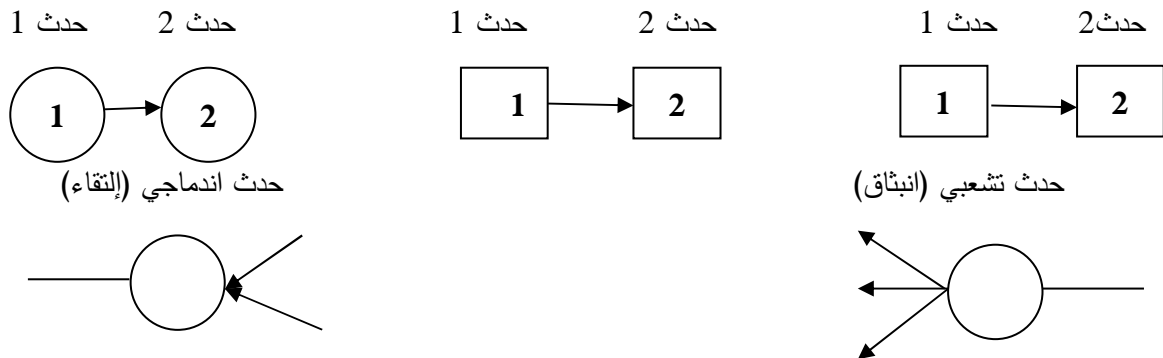 حدث 1 حدث 2 حدث 1 حدث 2 حدث 1 حدث2
1 2 1 2 1 2
حدث اندماجي (إلتقاء) حدث تشعبي (انبثاق)